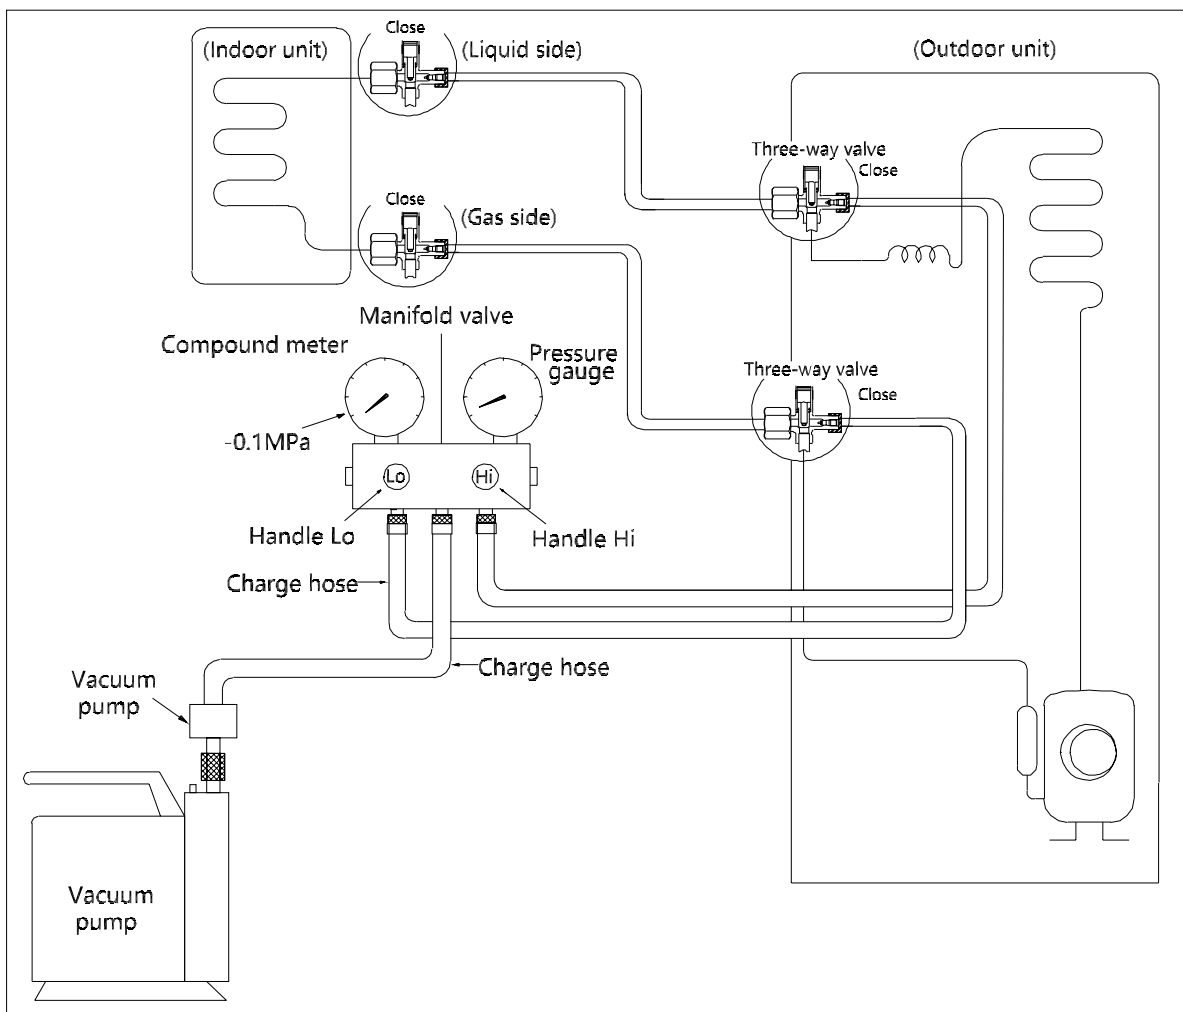 Close
(Indoor unit)
(Liquid side)
(Outdoor unit)
Three-way valve
Close
Close
(Gas side)
Manifold valve
Compound meter
Pressure
gauge
Three-way valve
Close
-0.1MPa
Lo
Hi
Handle Lo
Handle Hi
Charge hose
Charge hose
Vacuum
pump
Vacuum
pump